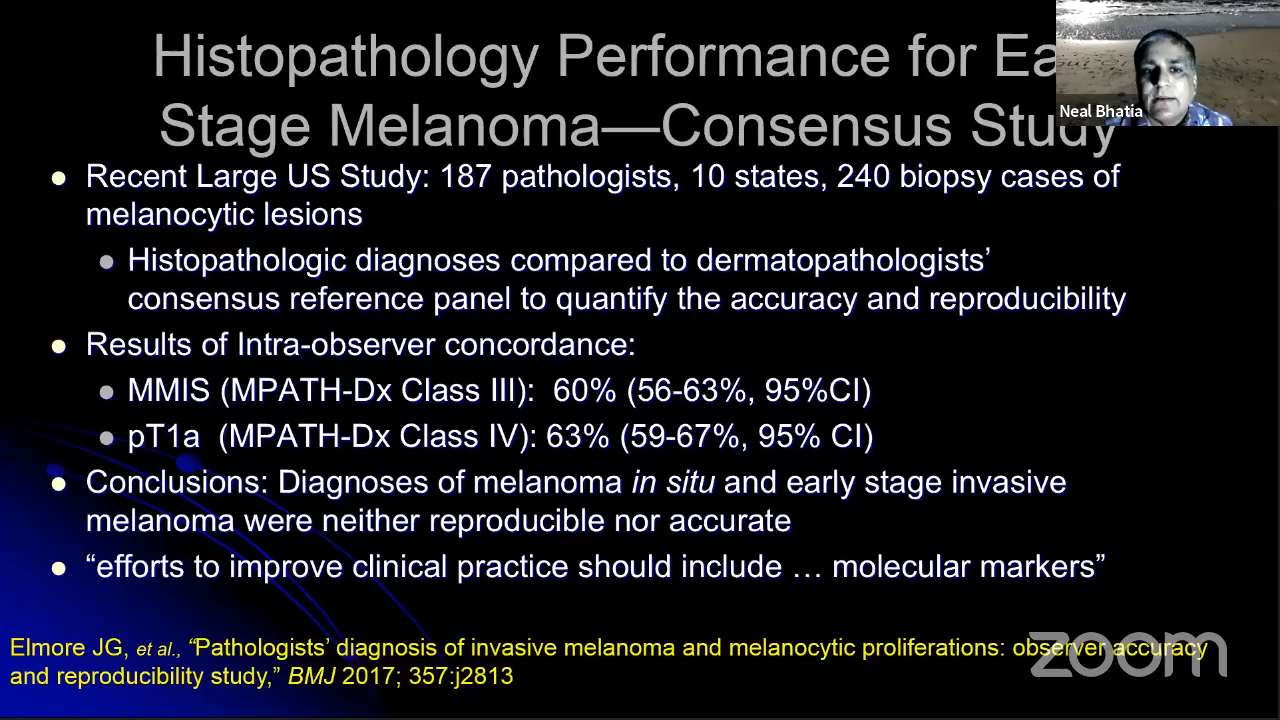 Histopathology Performance for Ea
Stage Melanoma—Consensus Study
Neal Bhatia
• Recent Large US Study: 187 pathologists, 10 states, 240 biopsy cases of
melanocytic lesions
• Histopathologic diagnoses compared to dermatopathologists’
consensus reference panel to quantify the accuracy and reproducibility
• Results of Intra-observer concordance:
• MMIS (MPATH-Dx Class III): 60% (56-63%, 95%CI)
• pT1a (MPATH-Dx Class IV): 63% (59-67%, 95% CI)
• Conclusions: Diagnoses of melanoma in situ and early stage invasive
melanoma were neither reproducible nor accurate
• “efforts to improve clinical practice should include … molecular markers”
Elmore JG, et al., “Pathologists’ diagnosis of invasive melanoma and melanocytic proliferations: observer accuracy
and reproducibility study,” BMJ 2017; 357:j2813
zoom